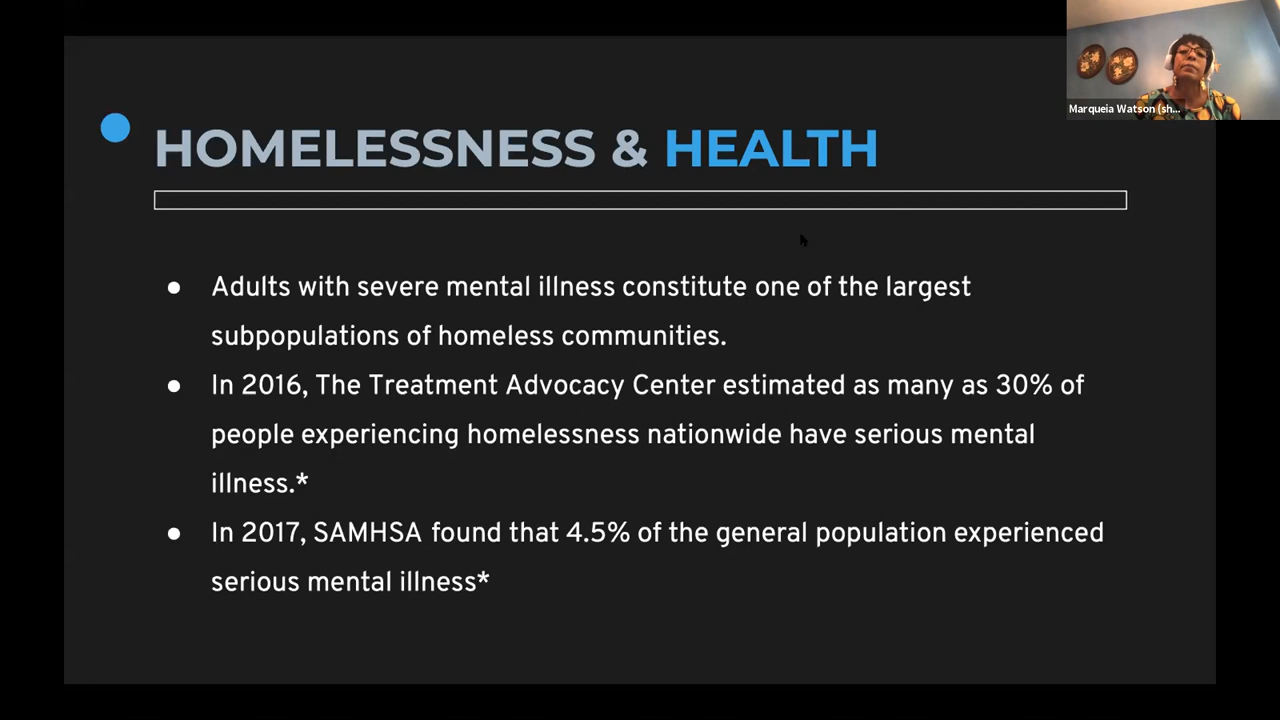 Marqueia Watson (sh...
HOMELESSNESS & HEALTH
● Adults with severe mental illness constitute one of the largest
subpopulations of homeless communities.
● In 2016, The Treatment Advocacy Center estimated as many as 30% of
people experiencing homelessness nationwide have serious mental
illness.*
● In 2017, SAMHSA found that 4.5% of the general population experienced
serious mental illness*